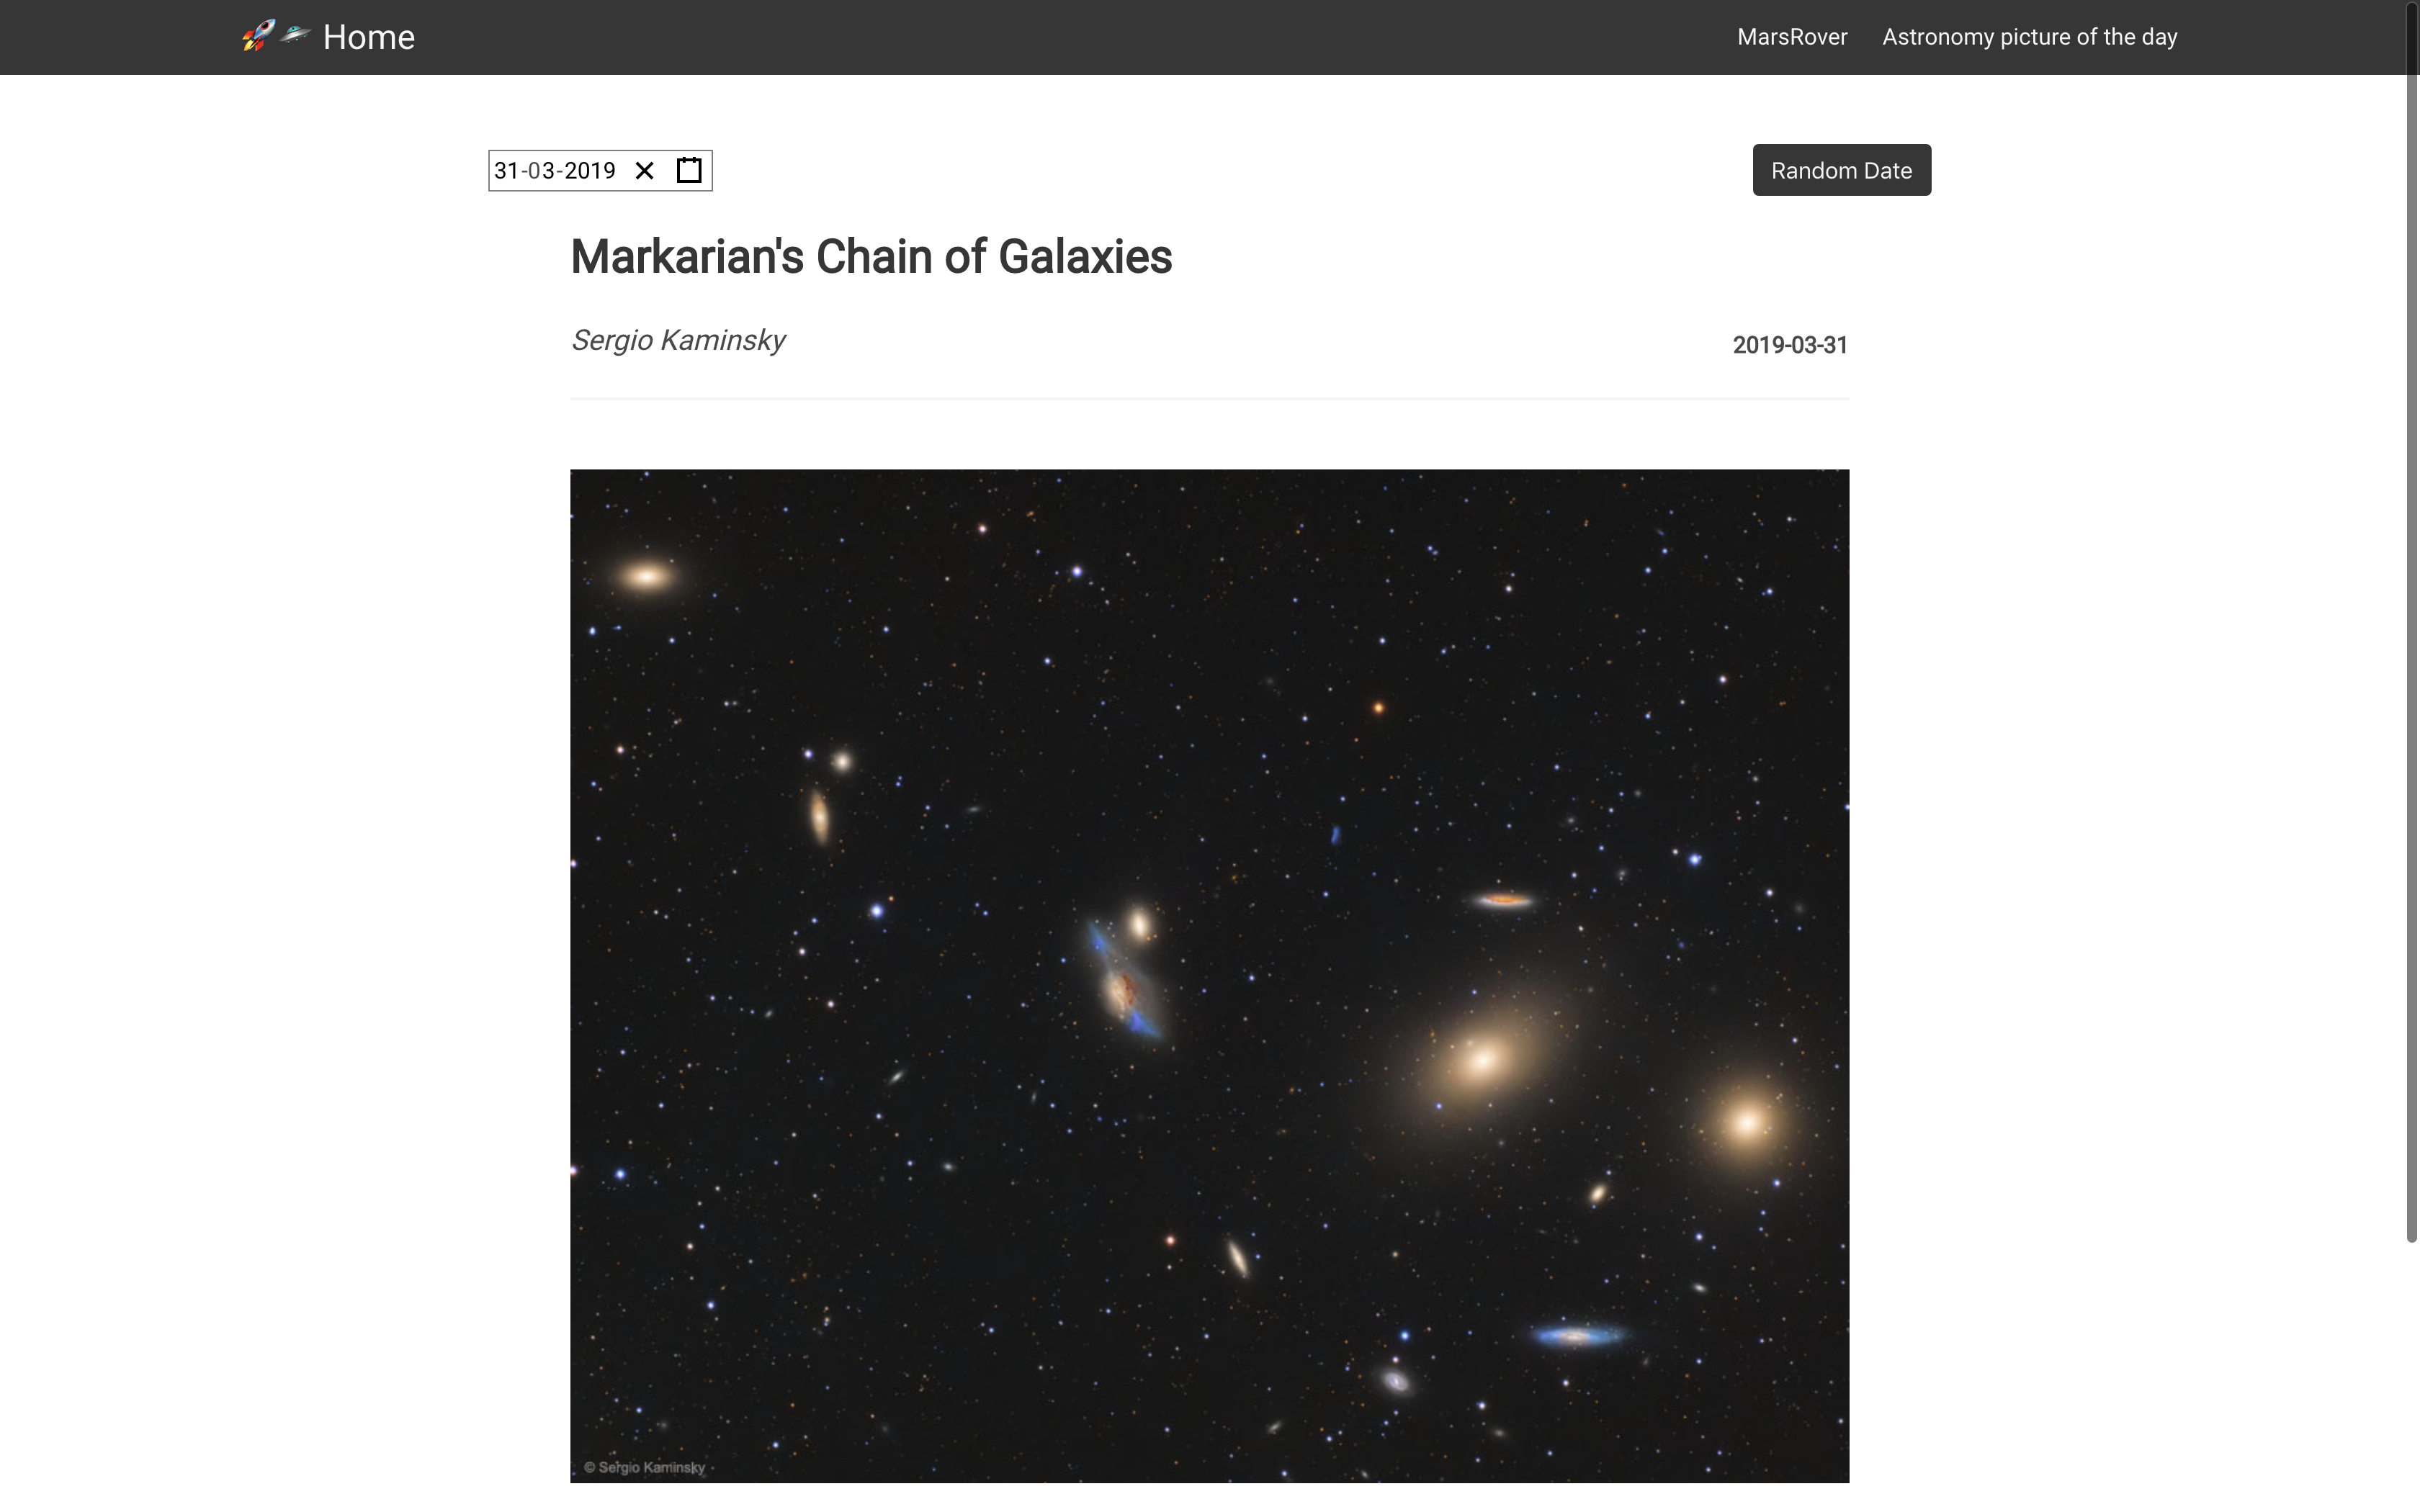 Home MarsRover Astronomy picture of the day
31-03-2019 Random Date
Markarian's Chain of Galaxies
Sergio Kaminsky 2019-03-31
© Sergio Kaminsky